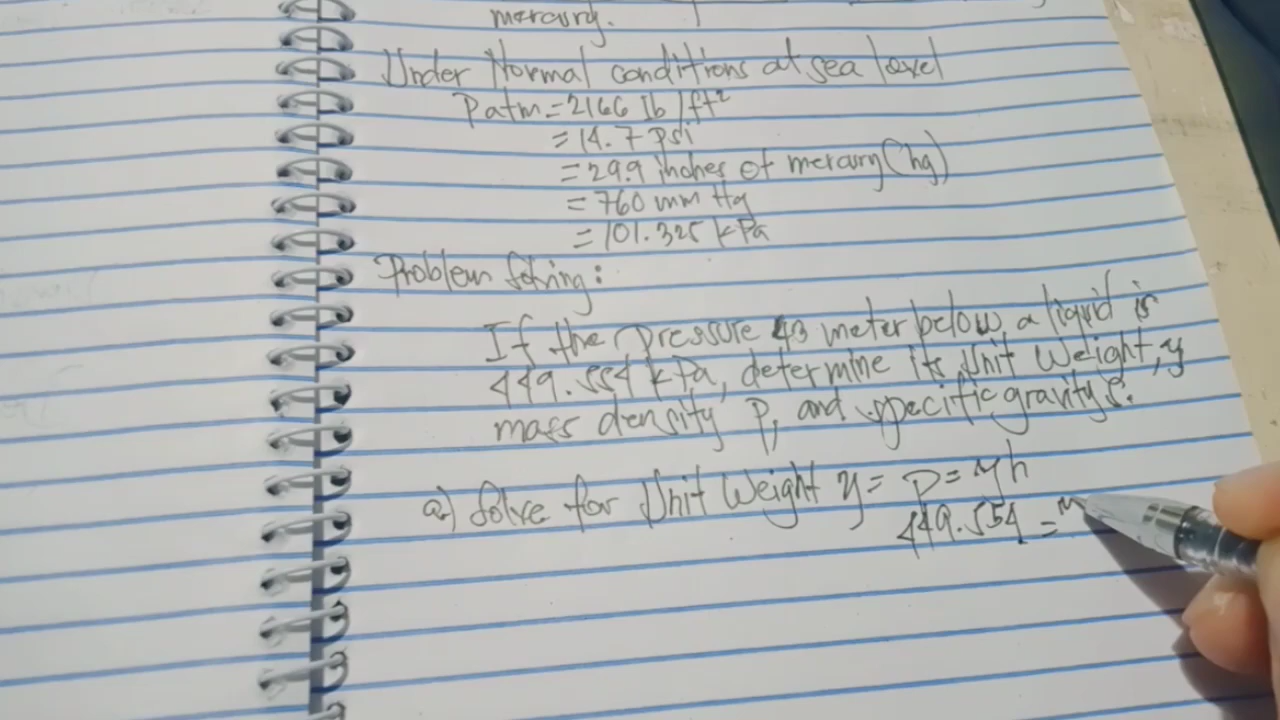 mercury.
Under Normal conditions at sea level
Patm = 2166 lb/ft²
= 14.7 psi
= 29.9 inches of mercury (hg)
= 760 mm Hg
= 101.325 kPa
Problem Solving:
If the pressure 43 meter below a liquid is
449.554 kPa, determine its Unit Weight, γ
mass density ρ, and specific gravity s.
a) Solve for Unit Weight γ = P = γh
449.554 = γ